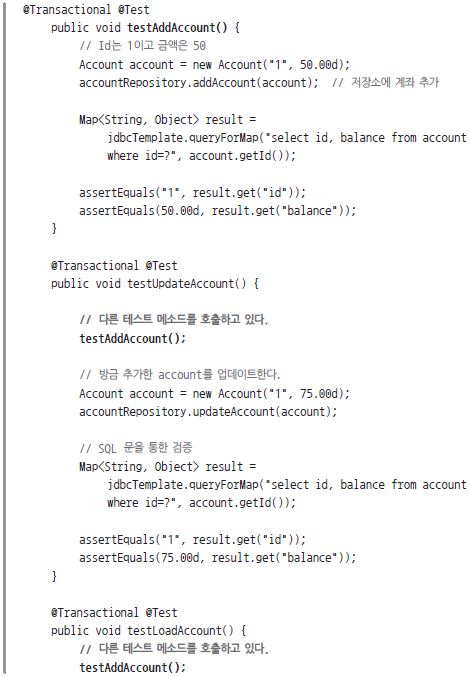 @Transactional @Test
public void testAddAccount() {
// Id는 1이고 금액은 50
Account account = new Account("1", 50.00d);
accountRepository.addAccount(account); // 저장소에 계좌 추가
Map<String, Object> result =
jdbcTemplate.queryForMap("select id, balance from account
where id=?", account.getId());
assertEquals("1", result.get("id"));
assertEquals(50.00d, result.get("balance"));
}
@Transactional @Test
public void testUpdateAccount() {
// 다른 테스트 메소드를 호출하고 있다.
testAddAccount();
// 방금 추가한 account를 업데이트한다.
Account account = new Account("1", 75.00d);
accountRepository.updateAccount(account);
// SQL 문을 통한 검증
Map<String, Object> result =
jdbcTemplate.queryForMap("select id, balance from account
where id=?", account.getId());
assertEquals("1", result.get("id"));
assertEquals(75.00d, result.get("balance"));
}
@Transactional @Test
public void testLoadAccount() {
// 다른 테스트 메소드를 호출하고 있다.
testAddAccount();